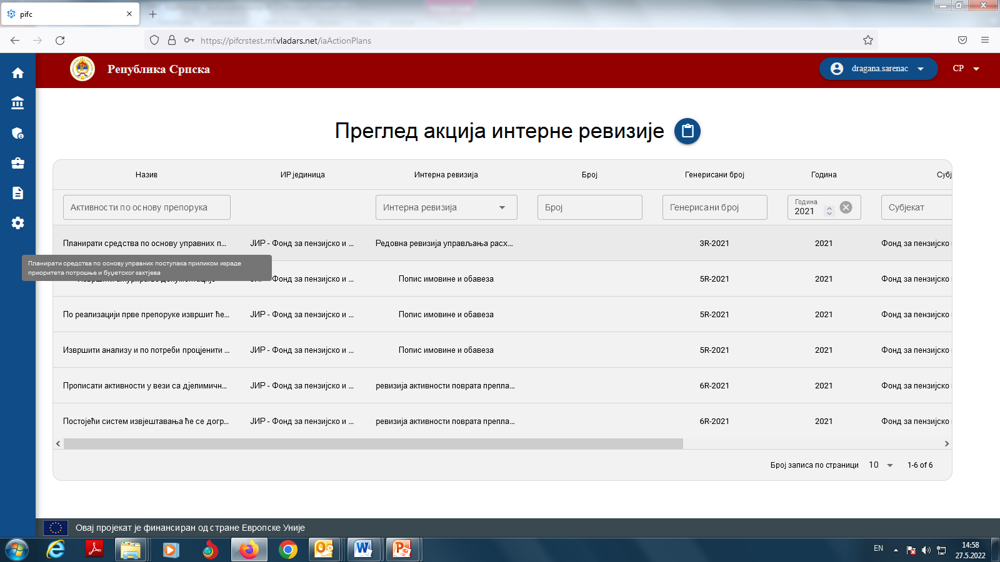 pifc
https://pifcrstest.mf.vladars.net/iaActionPlans
Република Српска
dragana.sarenac
СР
Преглед акција интерне ревизије
Назив ИР јединица Интерна ревизија Број Генерисани број Година Субј
Активности по основу препорука Интерна ревизија Број Генерисани број Година 2021 Субјекат
Планирати средства по основу управних п... ЈИР - Фонд за пензијско и ... Редовна ревизија управљања расх... 3R-2021 2021 Фонд за пензијско
Планирати средства по основу управних поступака приликом израде
приоритета потрошње и буџетског захтјева
Фонд за пензијско и ... Попис имовине и обавеза 5R-2021 2021 Фонд за пензијско
По реализацији прве препоруке извршит ће... ЈИР - Фонд за пензијско и ... Попис имовине и обавеза 5R-2021 2021 Фонд за пензијско
Извршити анализу и по потреби процјенити ... ЈИР - Фонд за пензијско и ... Попис имовине и обавеза 5R-2021 2021 Фонд за пензијско
Прописати активности у вези са дјелимичн... ЈИР - Фонд за пензијско и ... ревизија активности поврата препла... 6R-2021 2021 Фонд за пензијско
Постојећи систем извјештавања ће се догр... ЈИР - Фонд за пензијско и ... ревизија активности поврата препла... 6R-2021 2021 Фонд за пензијско
Број записа по страници 10 1-6 of 6
Овај пројекат је финансиран од стране Европске Уније
EN
14:58
27.5.2022